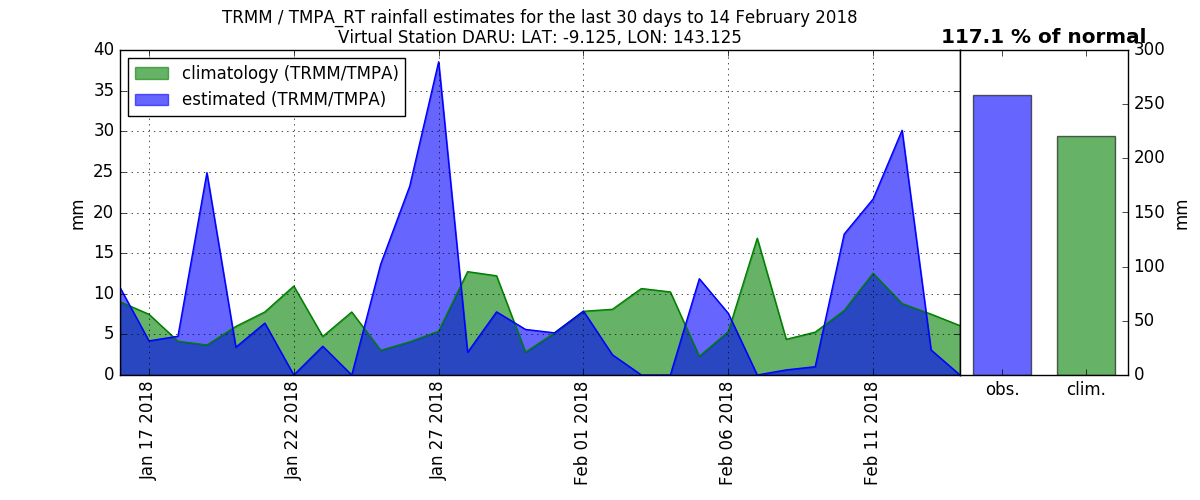 TRMM / TMPA_RT rainfall estimates for the last 30 days to 14 February 2018
Virtual Station DARU: LAT: -9.125, LON: 143.125
117.1 % of normal
climatology (TRMM/TMPA)
estimated (TRMM/TMPA)
40
35
30
25
20
15
10
5
0
mm
Jan 17 2018
Jan 22 2018
Jan 27 2018
Feb 01 2018
Feb 06 2018
Feb 11 2018
obs.
clim.
300
250
200
150
100
50
0
mm